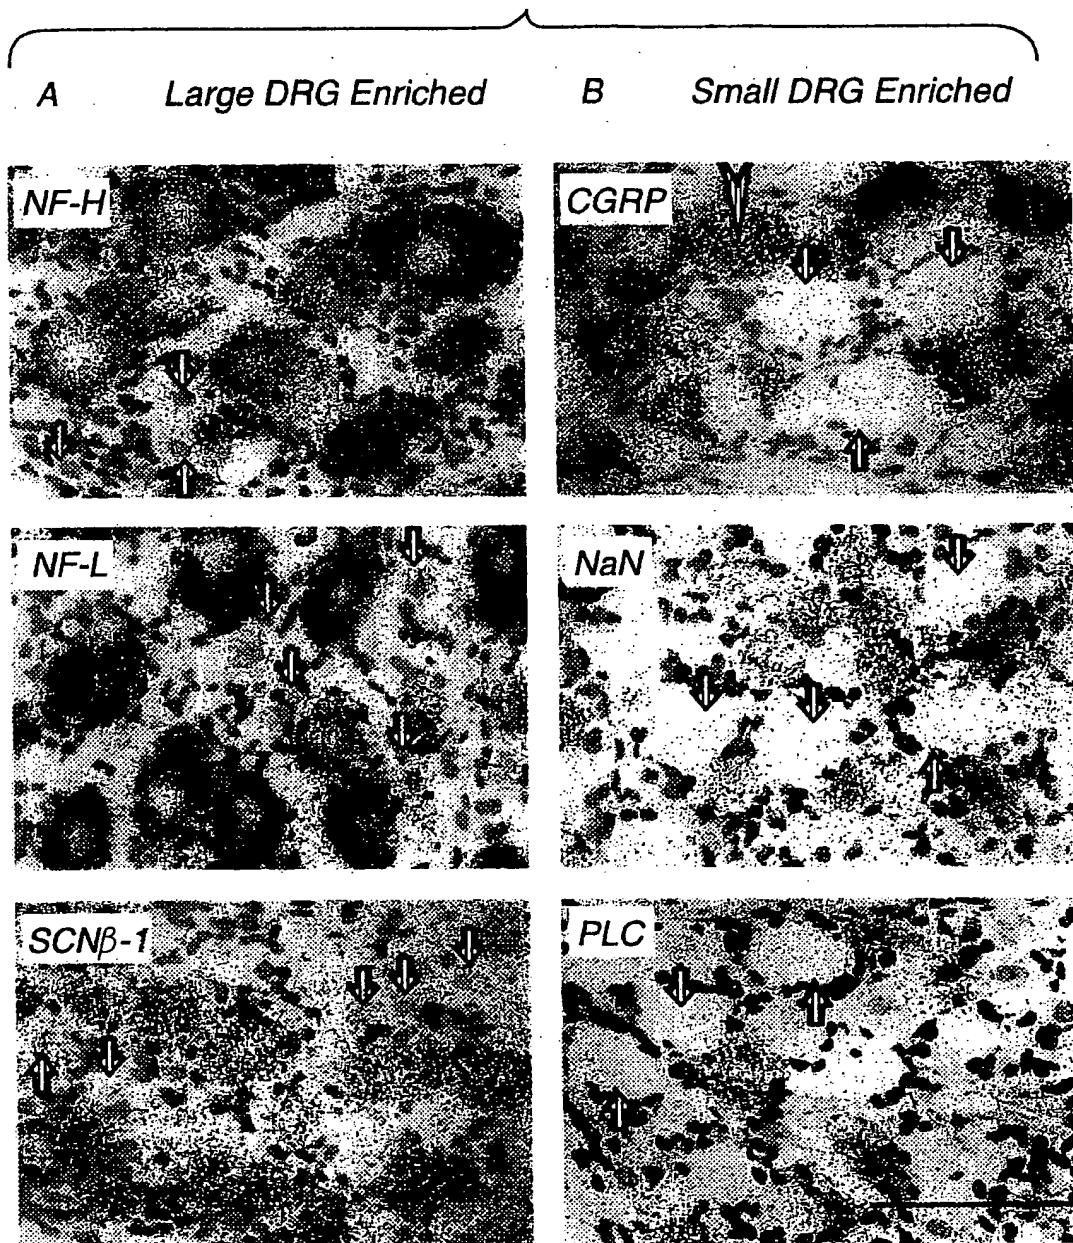 A Large DRG Enriched
B Small DRG Enriched
NF-H
CGRP
NF-L
NaN
SCNβ-1
PLC